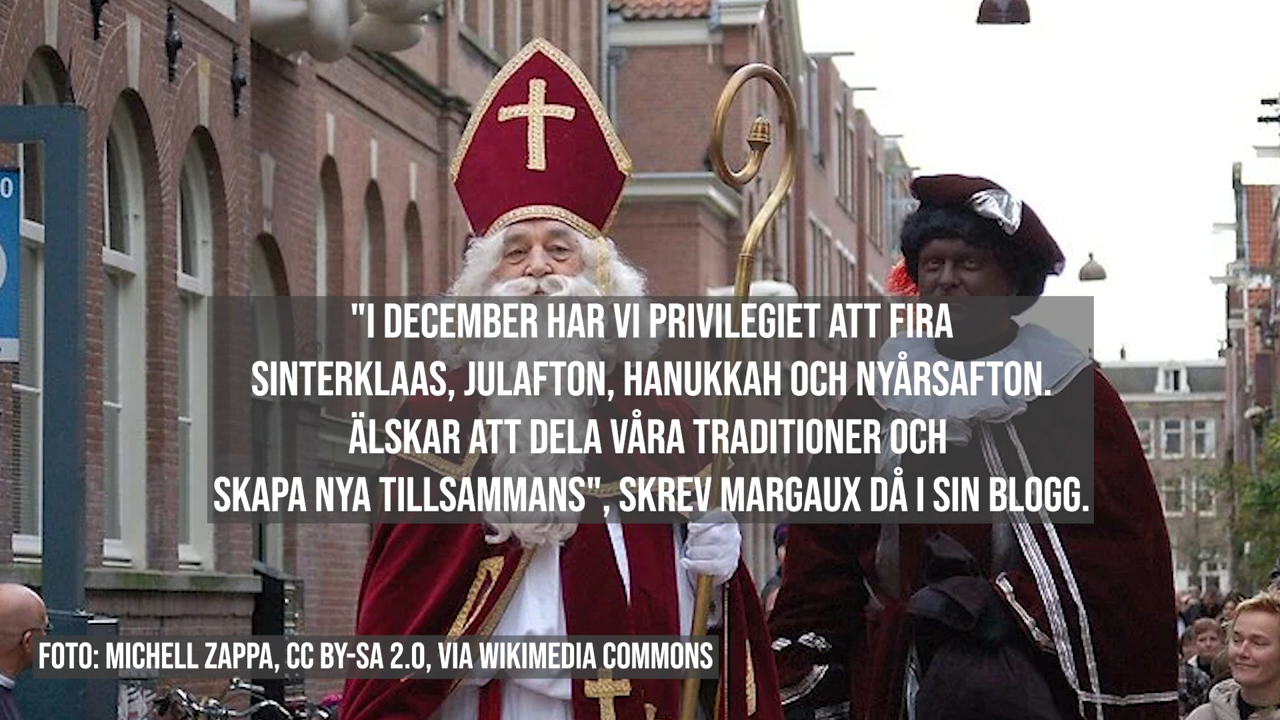 0
"I DECEMBER HAR VI PRIVILEGIET ATT FIRA
SINTERKLAAS, JULAFTON, HANUKKAH OCH NYÅRSAFTON.
ÄLSKAR ATT DELA VÅRA TRADITIONER OCH
SKAPA NYA TILLSAMMANS", SKREV MARGAUX DÅ I SIN BLOGG.
FOTO: MICHELL ZAPPA, CC BY-SA 2.0, VIA WIKIMEDIA COMMONS